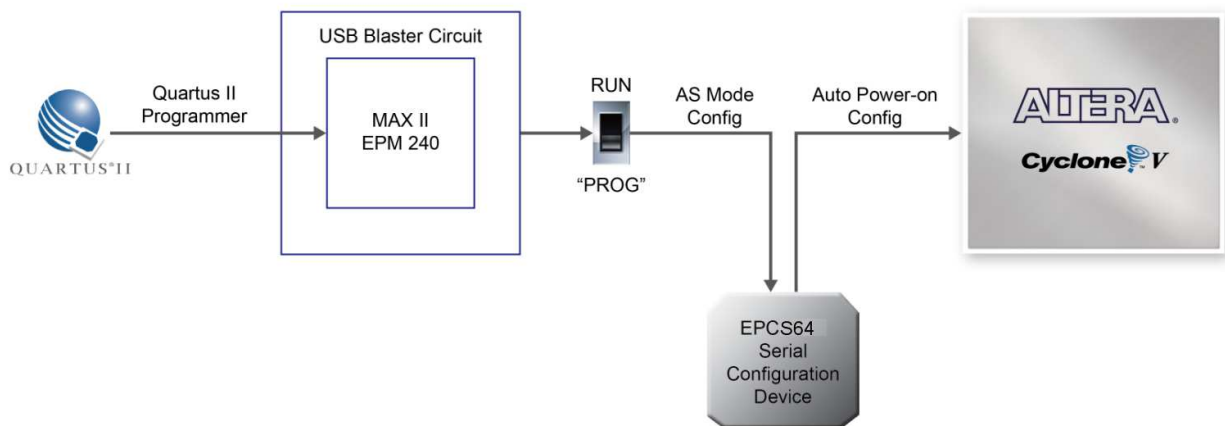 USB Blaster Circuit
Quartus II
Programmer
QUARTUS®II
MAX II
EPM 240
RUN
“PROG”
AS Mode
Config
Auto Power-on
Config
ALTERA®
Cyclone™ V
EPCS64
Serial
Configuration
Device